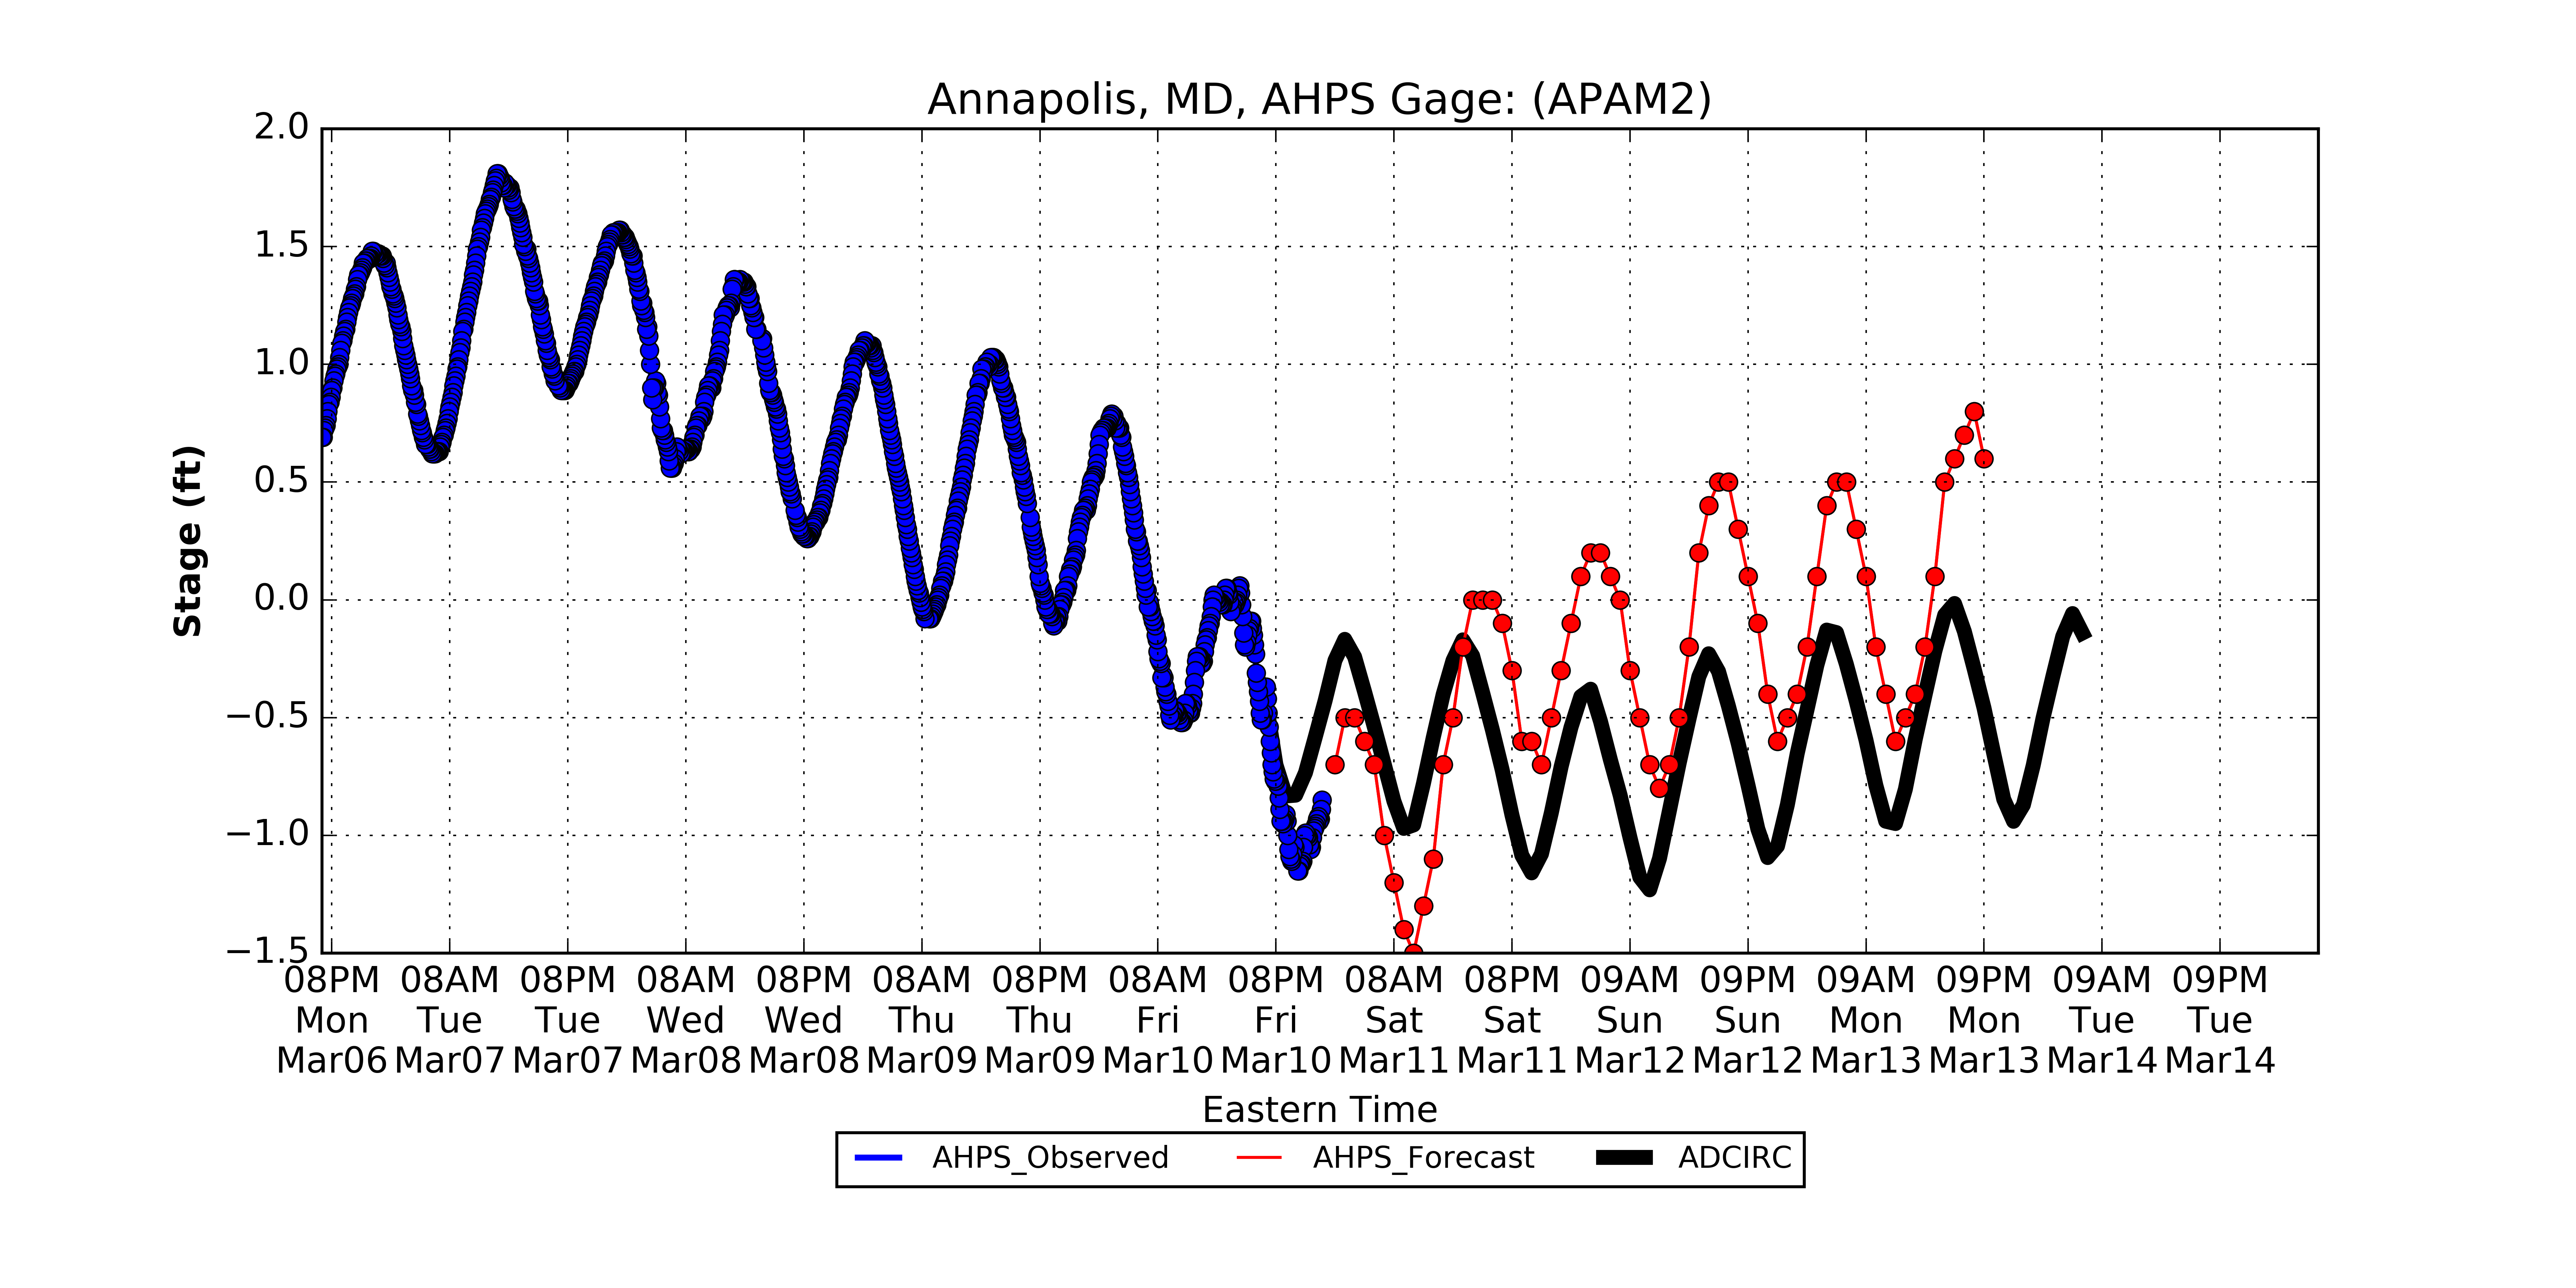 Annapolis, MD, AHPS Gage: (APAM2)
2.0
1.5
1.0
0.5
0.0
−0.5
−1.0
−1.5
Stage (ft)
08PM 08AM 08PM 08AM 08PM 08AM 08PM 08AM 08PM 08AM 08PM 09AM 09PM 09AM 09PM 09AM 09PM
Mon Tue Tue Wed Wed Thu Thu Fri Fri Sat Sat Sun Sun Mon Mon Tue Tue
Mar06 Mar07 Mar07 Mar08 Mar08 Mar09 Mar09 Mar10 Mar10 Mar11 Mar11 Mar12 Mar12 Mar13 Mar13 Mar14 Mar14
Eastern Time
AHPS_Observed AHPS_Forecast ADCIRC